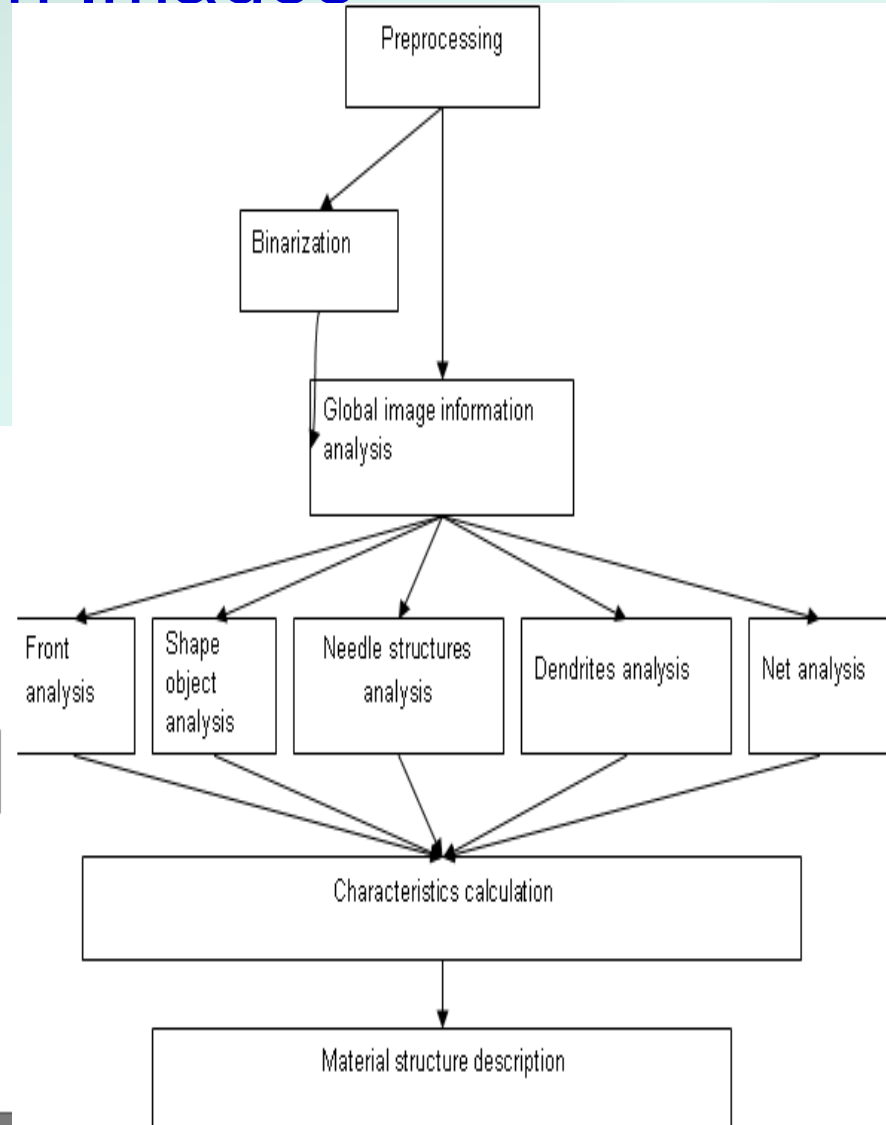 Images
Preprocessing
Binarization
Global image information
analysis
Front
analysis
Shape
object
analysis
Needle structures
analysis
Dendrites analysis
Net analysis
Characteristics calculation
Material structure description